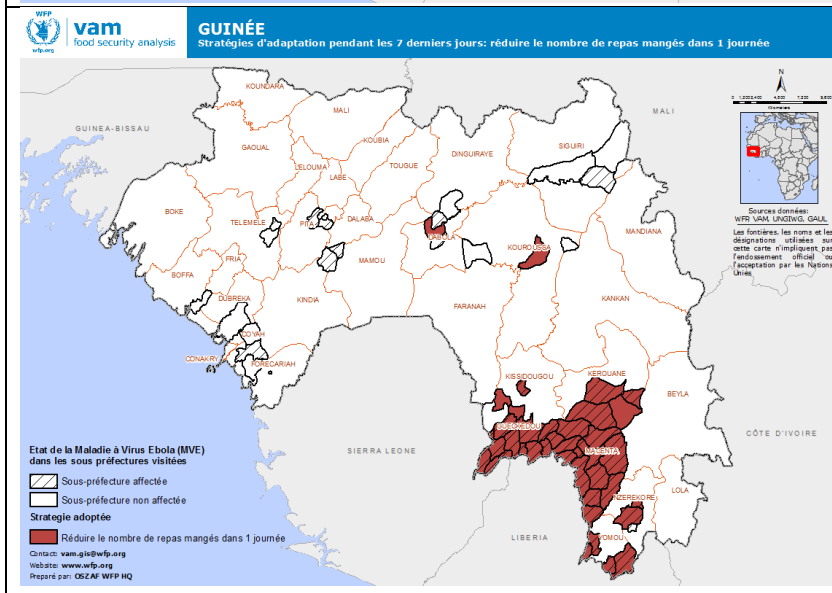 WFP
wfp.org
vam
food security analysis
GUINÉE
Stratégies d'adaptation pendant les 7 derniers jours: réduire le nombre de repas mangés dans 1 journée
KOUNDARA
MALI
GUINEA-BISSAU
MALI
GAOUAL
KOUBIA
LELOUMA
LABE
TOUGUE
DINGUIRAYE
SIGUIRI
BOKE
TELEMELE
PITA
DALABA
DABOLA
KOUROUSSA
MANDIANA
FRIA
BOFFA
MAMOU
DUBREKA
KINDIA
FARANAH
KANKAN
COYAH
CONAKRY
FORECARIAH
KISSIDOUGOU
KEROUANE
BEYLA
GUECKEDOU
MACENTA
SIERRA LEONE
CÔTE D'IVOIRE
NZEREKORE
LOLA
LIBERIA
YOMOU
N
Kilometers
Sources données:
WFP, VAM, UNGIWG, GAUL
Les fontières, les noms et les
désignations utilisées sur
cette carte n'impliquent pas
l'endossement officiel ou
l'acceptation par les Nations
Unies
Etat de la Maladie à Virus Ebola (MVE)
dans les sous préfectures visitées
Sous-préfecture affectée
Sous-préfecture non affectée
Strategie adoptée
Réduire le nombre de repas mangés dans 1 journée
Contact: vam.gis@wfp.org
Website: www.wfp.org
Preparé par: OSZAF WFP HQ